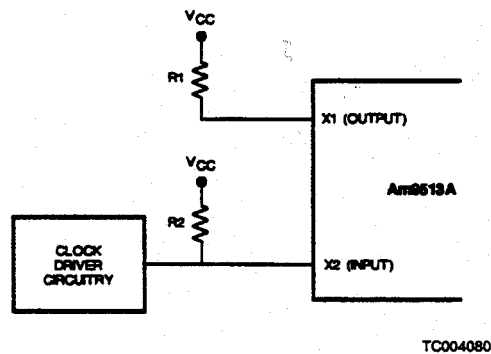 VCC
R1
X1 (OUTPUT)
Am9513A
VCC
R2
CLOCK
DRIVER
CIRCUITRY
X2 (INPUT)
TC004080